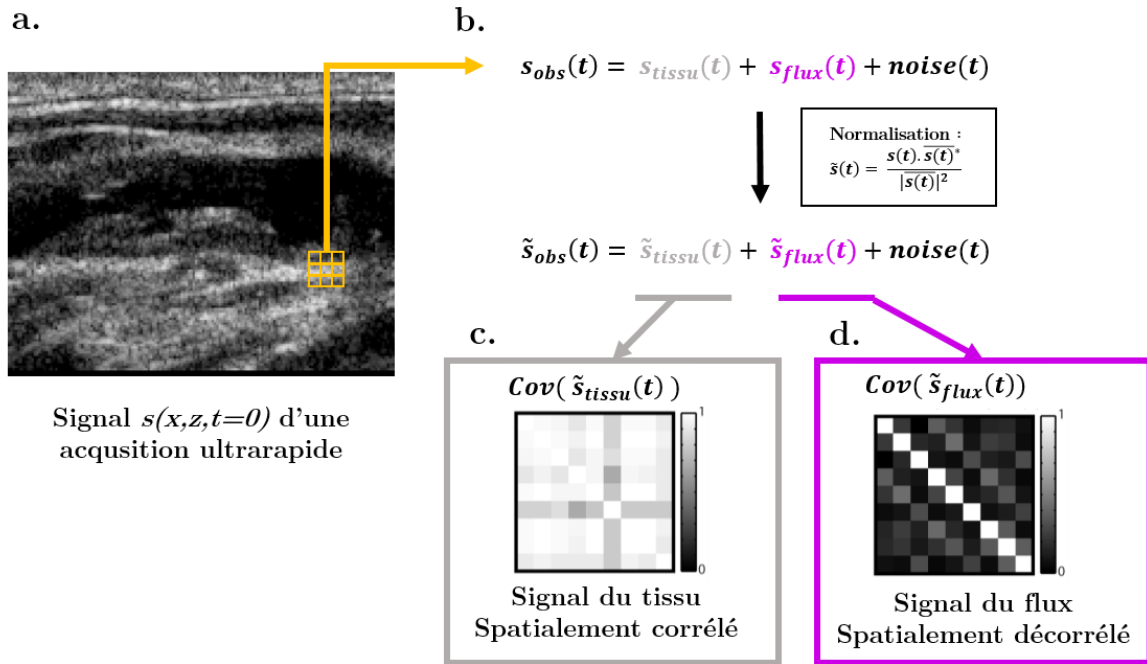 a.
Signal s(x,z,t=0) d'une
acqusition ultrarapide
b.
s_obs(t) = s_tissu(t) + s_flux(t) + noise(t)
Normalisation :
s̃(t) = s(t).s(t)̅* / |s(t)̅|²
s̃_obs(t) = s̃_tissu(t) + s̃_flux(t) + noise(t)
c.
Cov( s̃_tissu(t) )
1
0
Signal du tissu
Spatialement corrélé
d.
Cov( s̃_flux(t))
1
0
Signal du flux
Spatialement décorrélé